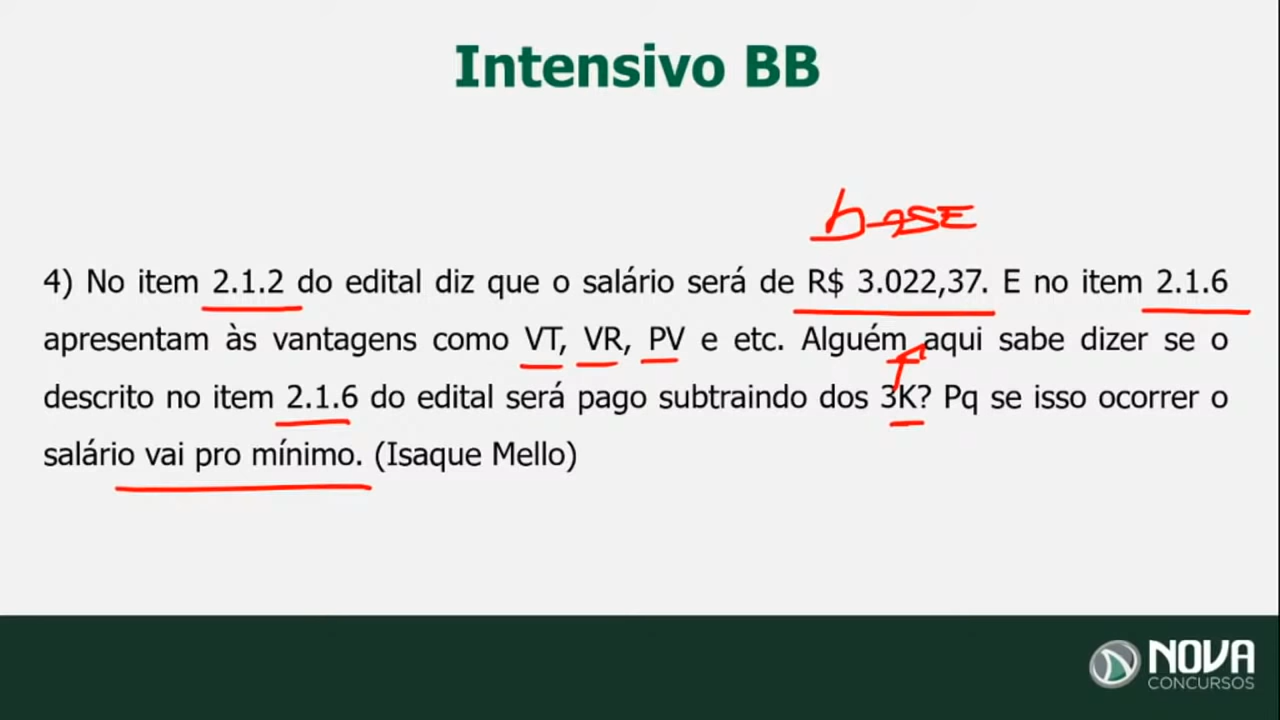 Intensivo BB
base
4) No item 2.1.2 do edital diz que o salário será de R$ 3.022,37. E no item 2.1.6
apresentam às vantagens como VT, VR, PV e etc. Alguém aqui sabe dizer se o
descrito no item 2.1.6 do edital será pago subtraindo dos 3K? Pq se isso ocorrer o
salário vai pro mínimo. (Isaque Mello)
NOVA
CONCURSOS